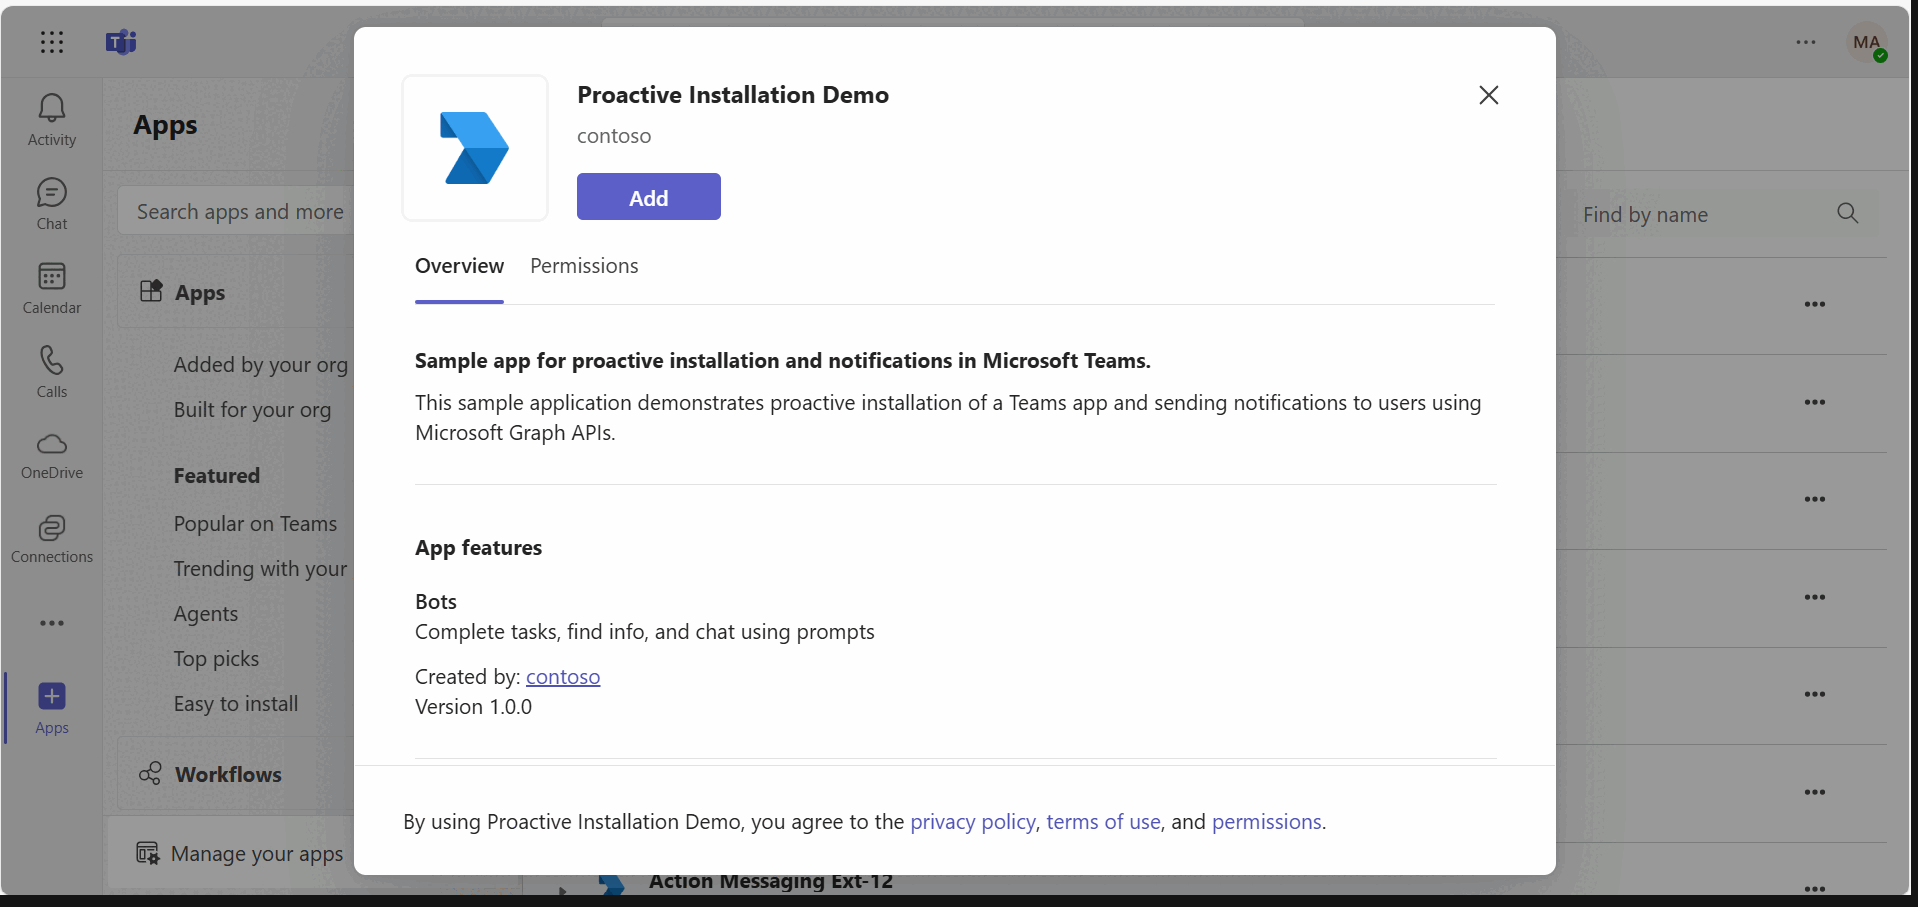 MA
Activity
Chat
Calendar
Calls
OneDrive
Connections
Apps
Apps
Search apps and more
Apps
Added by your org
Built for your org
Featured
Popular on Teams
Trending with your
Agents
Top picks
Easy to install
Workflows
Manage your apps
Proactive Installation Demo
contoso
Add
Overview Permissions
Sample app for proactive installation and notifications in Microsoft Teams.
This sample application demonstrates proactive installation of a Teams app and sending notifications to users using
Microsoft Graph APIs.
App features
Bots
Complete tasks, find info, and chat using prompts
Created by: contoso
Version 1.0.0
By using Proactive Installation Demo, you agree to the privacy policy, terms of use, and permissions.
Find by name
Action Messaging Ext-12